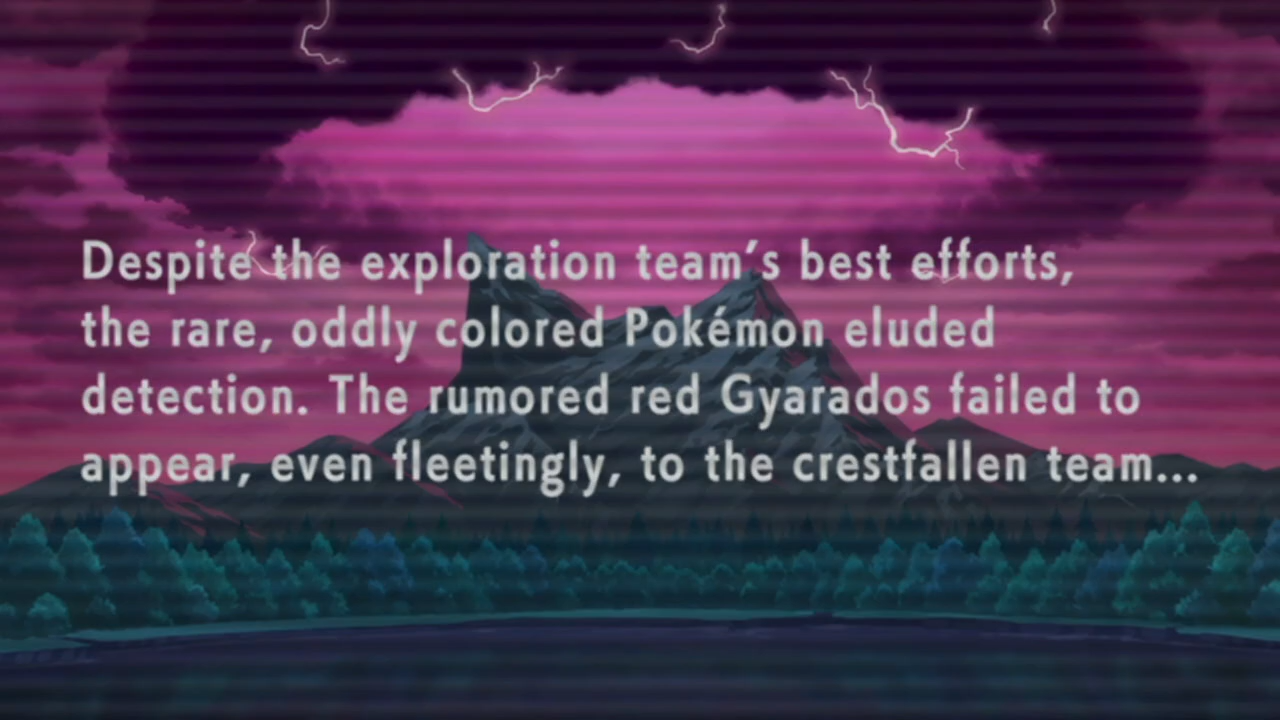 Despite the exploration team's best efforts,
the rare, oddly colored Pokémon eluded
detection. The rumored red Gyarados failed to
appear, even fleetingly, to the crestfallen team...